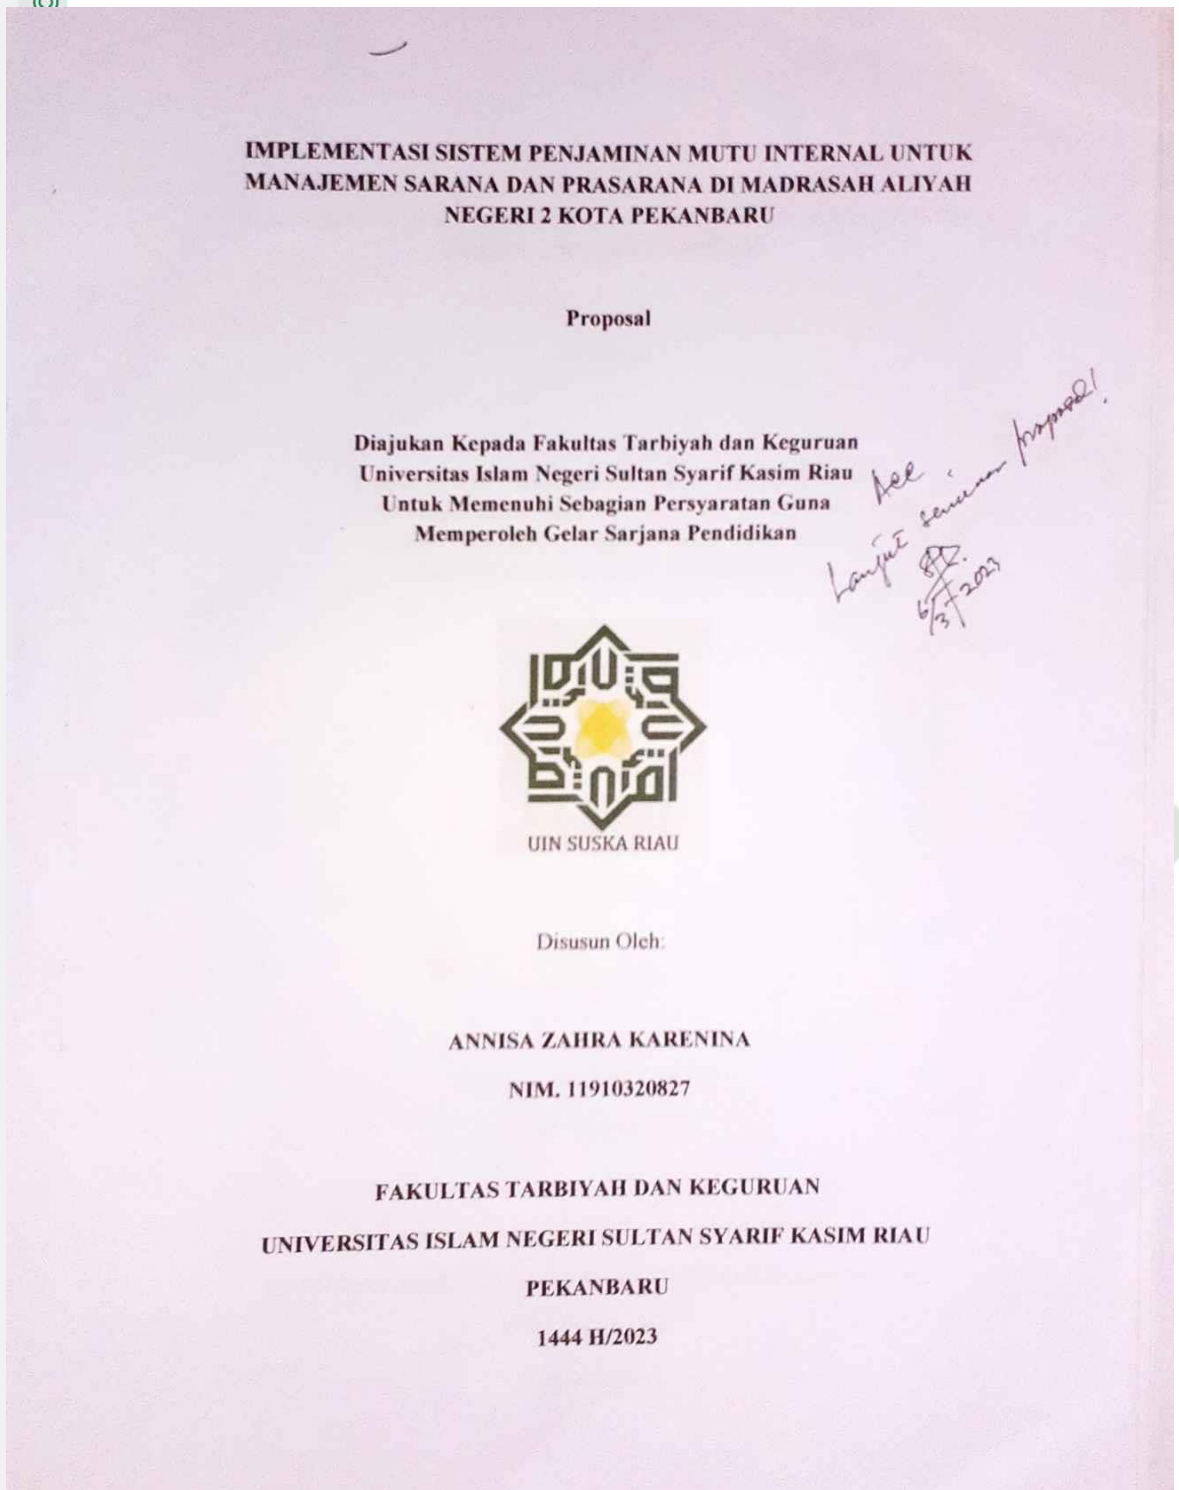 IMPLEMENTASI SISTEM PENJAMINAN MUTU INTERNAL UNTUK
MANAJEMEN SARANA DAN PRASARANA DI MADRASAH ALIYAH
NEGERI 2 KOTA PEKANBARU
Proposal
Diajukan Kepada Fakultas Tarbiyah dan Keguruan
Universitas Islam Negeri Sultan Syarif Kasim Riau
Untuk Memenuhi Sebagian Persyaratan Guna
Memperoleh Gelar Sarjana Pendidikan
Acc
Lanjut seminar proposal!
6/3 2023
UIN SUSKA RIAU
Disusun Oleh:
ANNISA ZAHRA KARENINA
NIM. 11910320827
FAKULTAS TARBIYAH DAN KEGURUAN
UNIVERSITAS ISLAM NEGERI SULTAN SYARIF KASIM RIAU
PEKANBARU
1444 H/2023